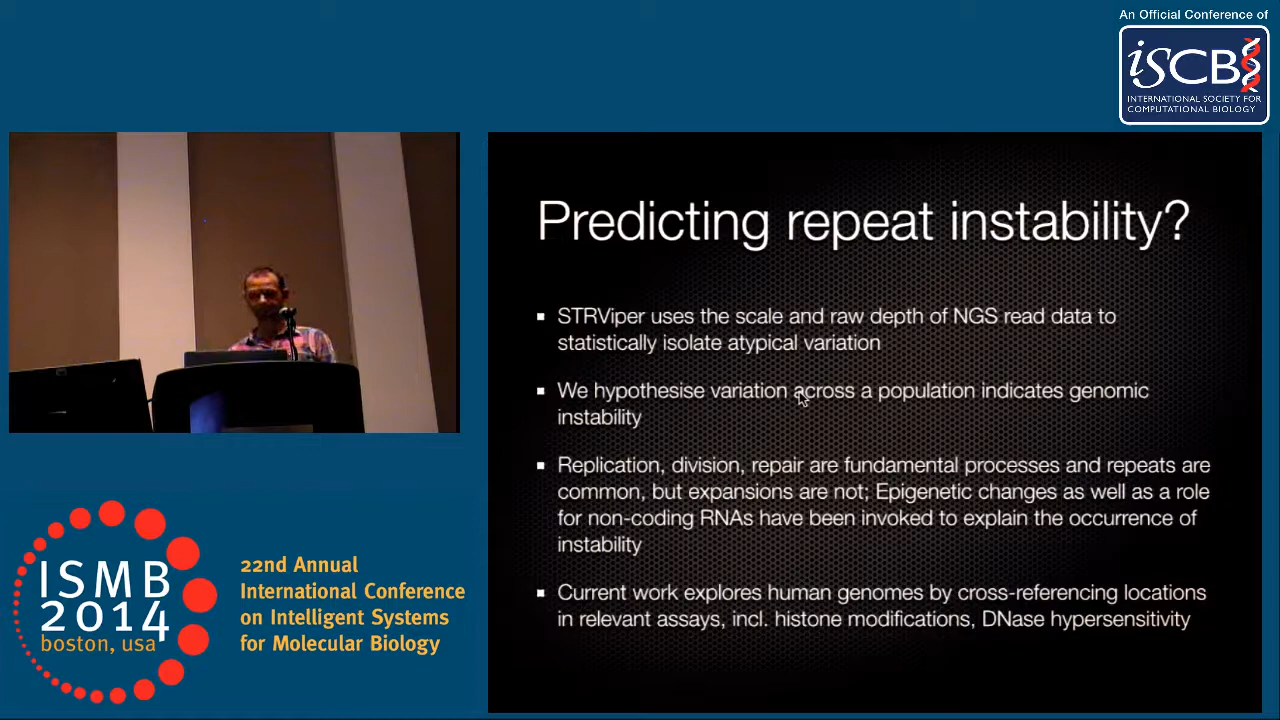 An Official Conference of
iSCB
INTERNATIONAL SOCIETY FOR
COMPUTATIONAL BIOLOGY
Predicting repeat instability?
STRViper uses the scale and raw depth of NGS read data to
statistically isolate atypical variation
We hypothesise variation across a population indicates genomic
instability
Replication, division, repair are fundamental processes and repeats are
common, but expansions are not; Epigenetic changes as well as a role
for non-coding RNAs have been invoked to explain the occurrence of
instability
Current work explores human genomes by cross-referencing locations
in relevant assays, incl. histone modifications, DNase hypersensitivity
ISMB
2014
boston, usa
22nd Annual
International Conference
on Intelligent Systems
for Molecular Biology